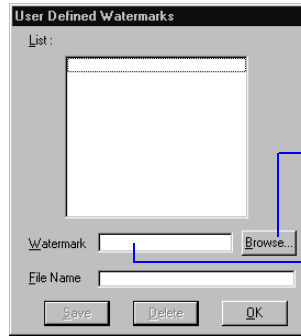 User Defined Watermarks
List :
Watermark Browse...
File Name
Save Delete OK